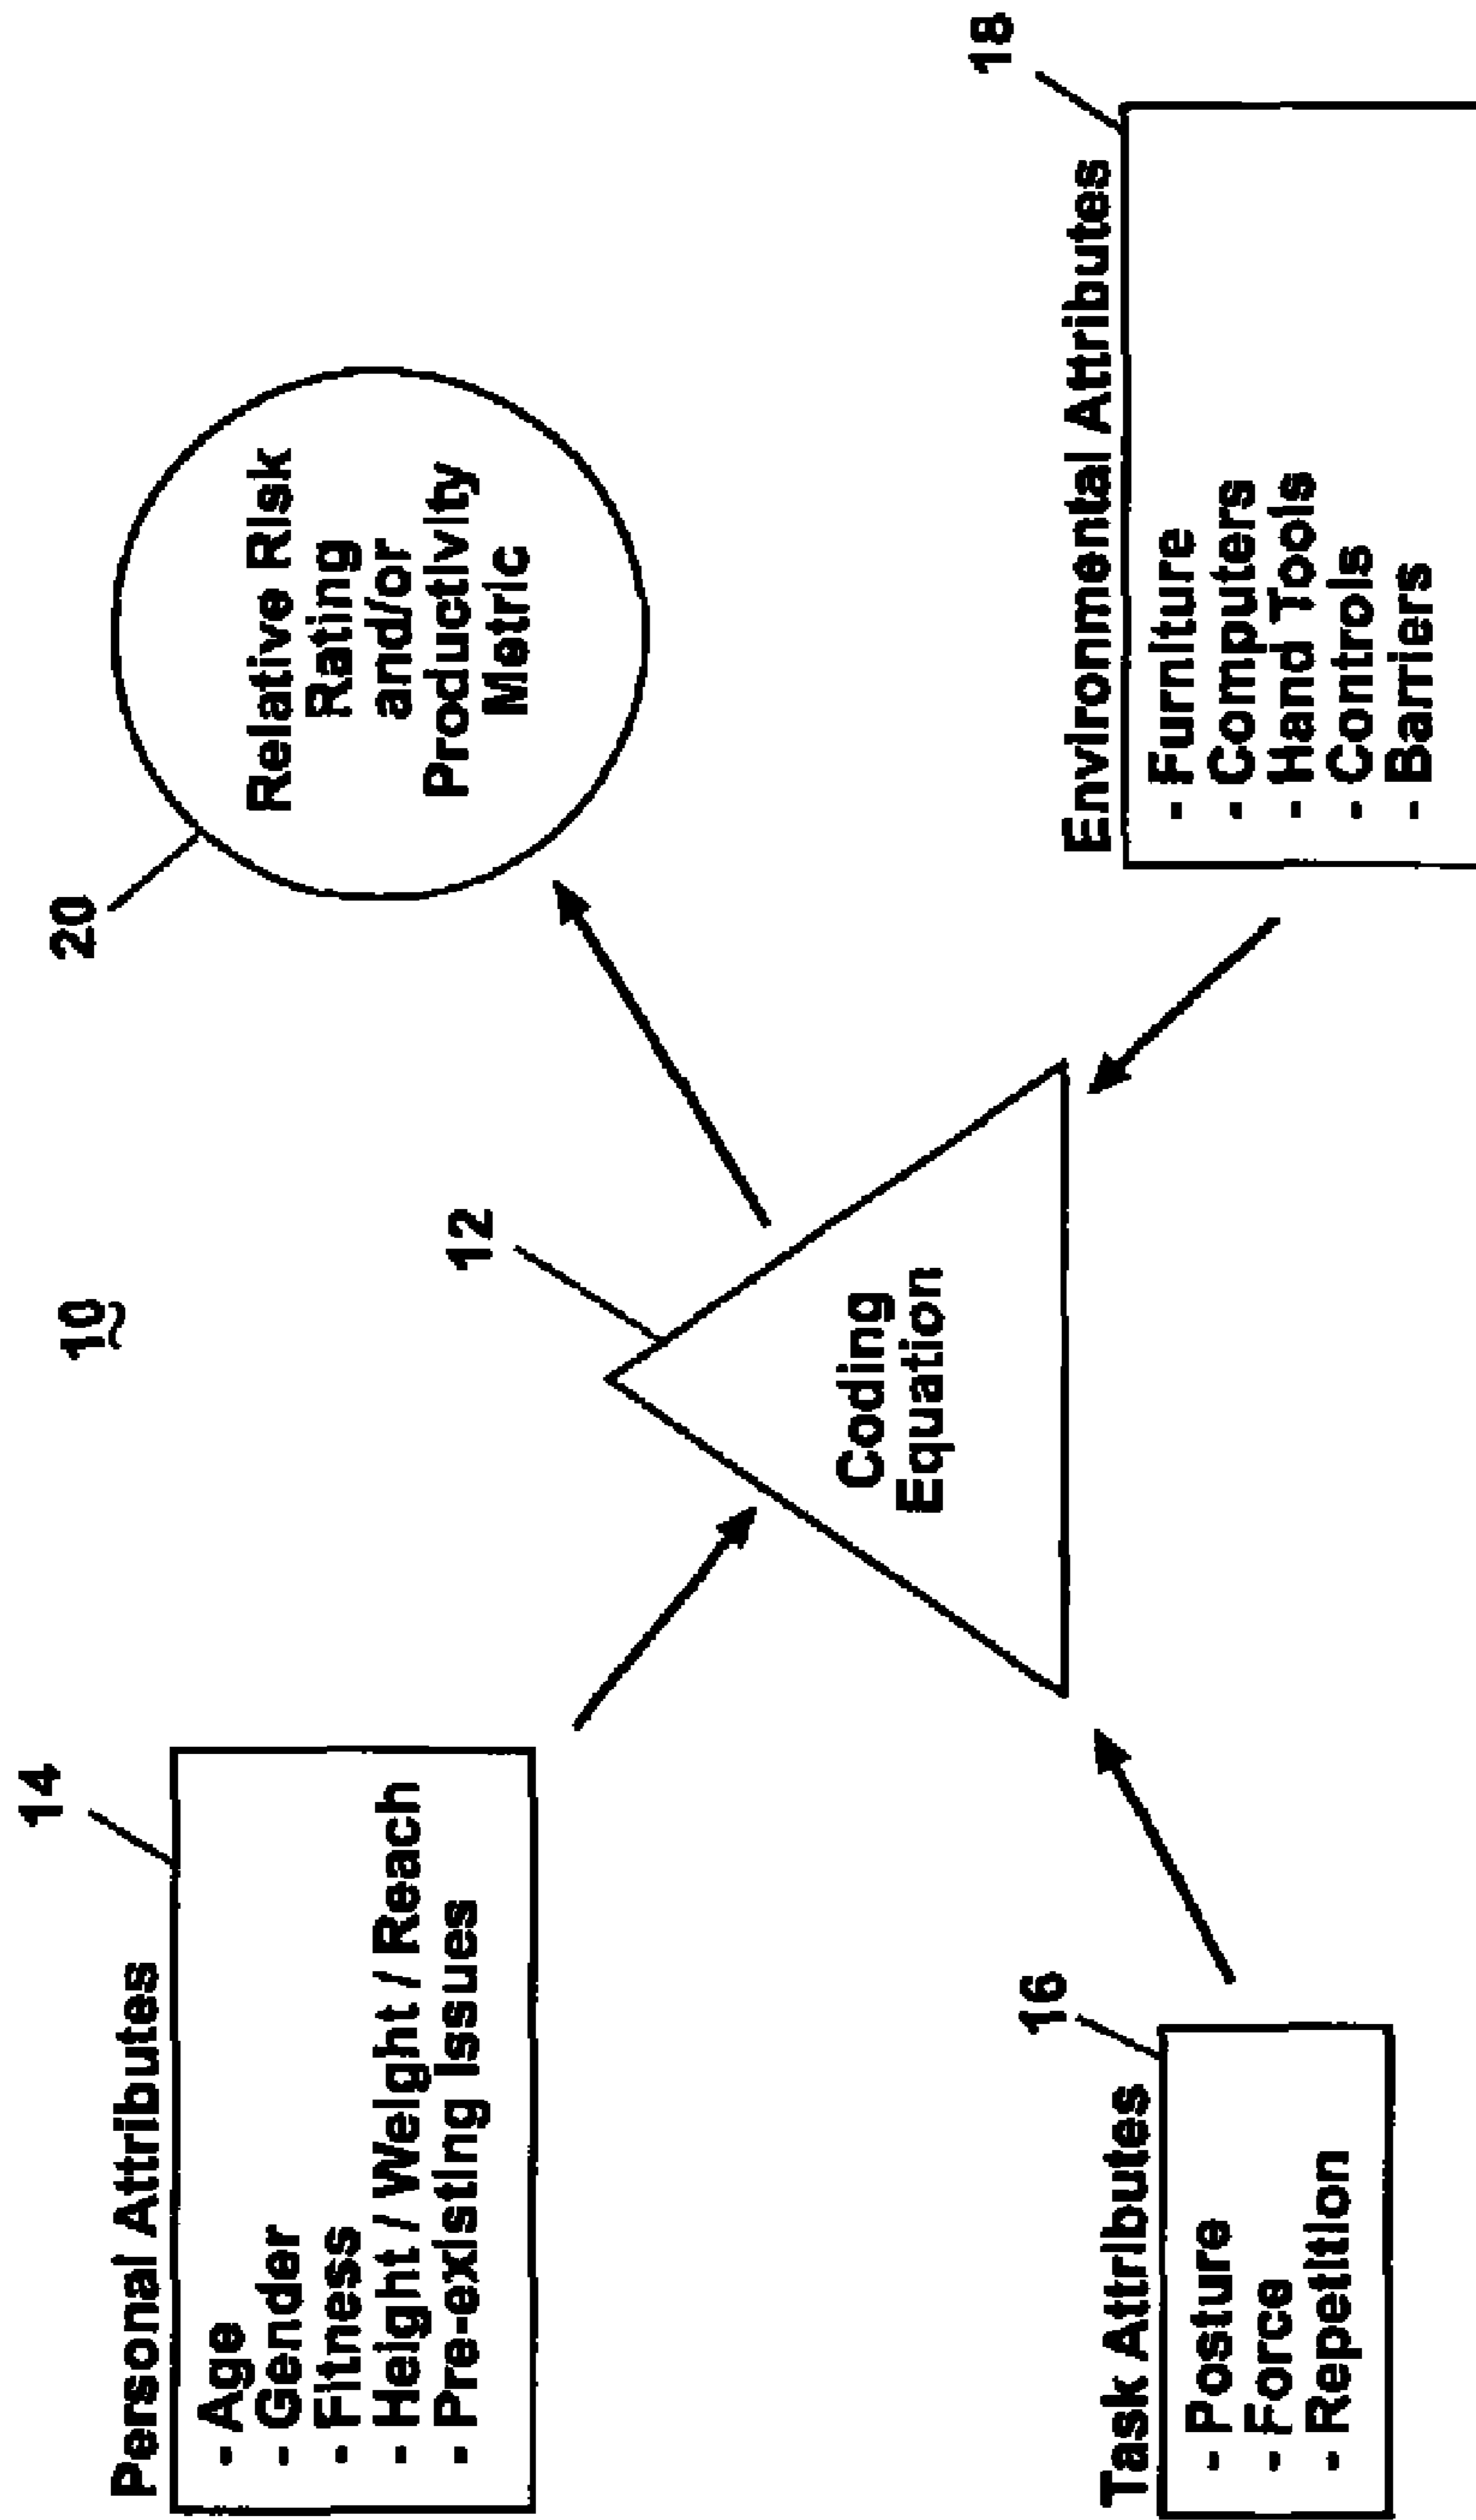 10
14
Personal Attributes
- Age
- Gender
- Fitness
- Height / Weight / Reach
- Pre-existing Issues
20
Relative Risk
Rating
and/or
Productivity
Metric
12
Coding
Equation
16
Task Attributes
- Posture
- Force
- Repetition
18
Environmental Attributes
- Furniture
- Computers
- Hand Tools
- Controls
- Barriers